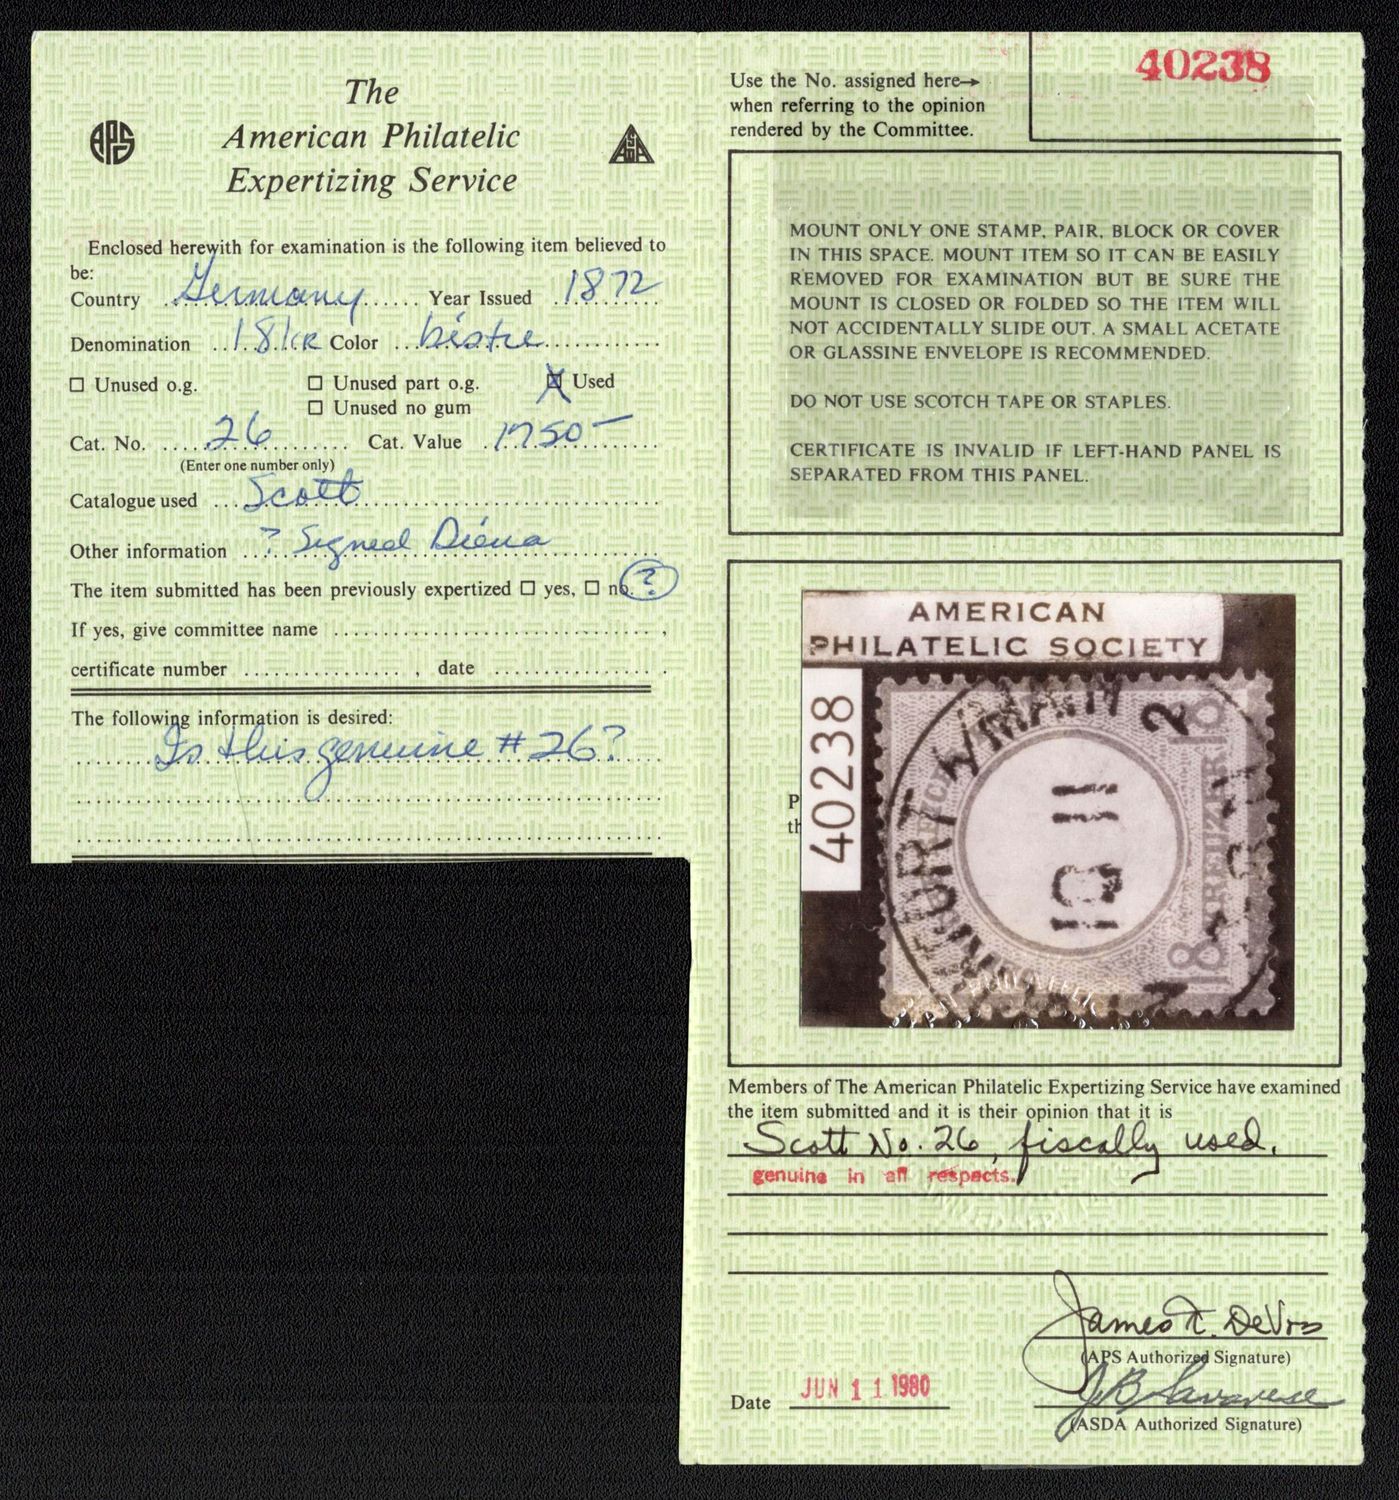 The
American Philatelic
Expertizing Service
APS
ASDA
Enclosed herewith for examination is the following item believed to
be:
Country Germany Year Issued 1872
Denomination 18 kr Color bistre
Unused o.g. Unused part o.g. Used
Unused no gum
Cat. No. 26 Cat. Value 1750-
(Enter one number only)
Catalogue used Scott
Other information ? Signed Diena
The item submitted has been previously expertized yes, no. ?
If yes, give committee name ,
certificate number , date .
The following information is desired:
Is this genuine # 26?
Use the No. assigned here→
when referring to the opinion
rendered by the Committee.
40238
MOUNT ONLY ONE STAMP, PAIR, BLOCK OR COVER
IN THIS SPACE. MOUNT ITEM SO IT CAN BE EASILY
REMOVED FOR EXAMINATION BUT BE SURE THE
MOUNT IS CLOSED OR FOLDED SO THE ITEM WILL
NOT ACCIDENTALLY SLIDE OUT. A SMALL ACETATE
OR GLASSINE ENVELOPE IS RECOMMENDED.
DO NOT USE SCOTCH TAPE OR STAPLES.
CERTIFICATE IS INVALID IF LEFT-HAND PANEL IS
SEPARATED FROM THIS PANEL.
AMERICAN
PHILATELIC SOCIETY
40238
18 KREUZER 18
Members of The American Philatelic Expertizing Service have examined
the item submitted and it is their opinion that it is
Scott No. 26, fiscally used,
genuine in all respects.
James T. DeVoss
(APS Authorized Signature)
Date JUN 11 1980
(ASDA Authorized Signature)